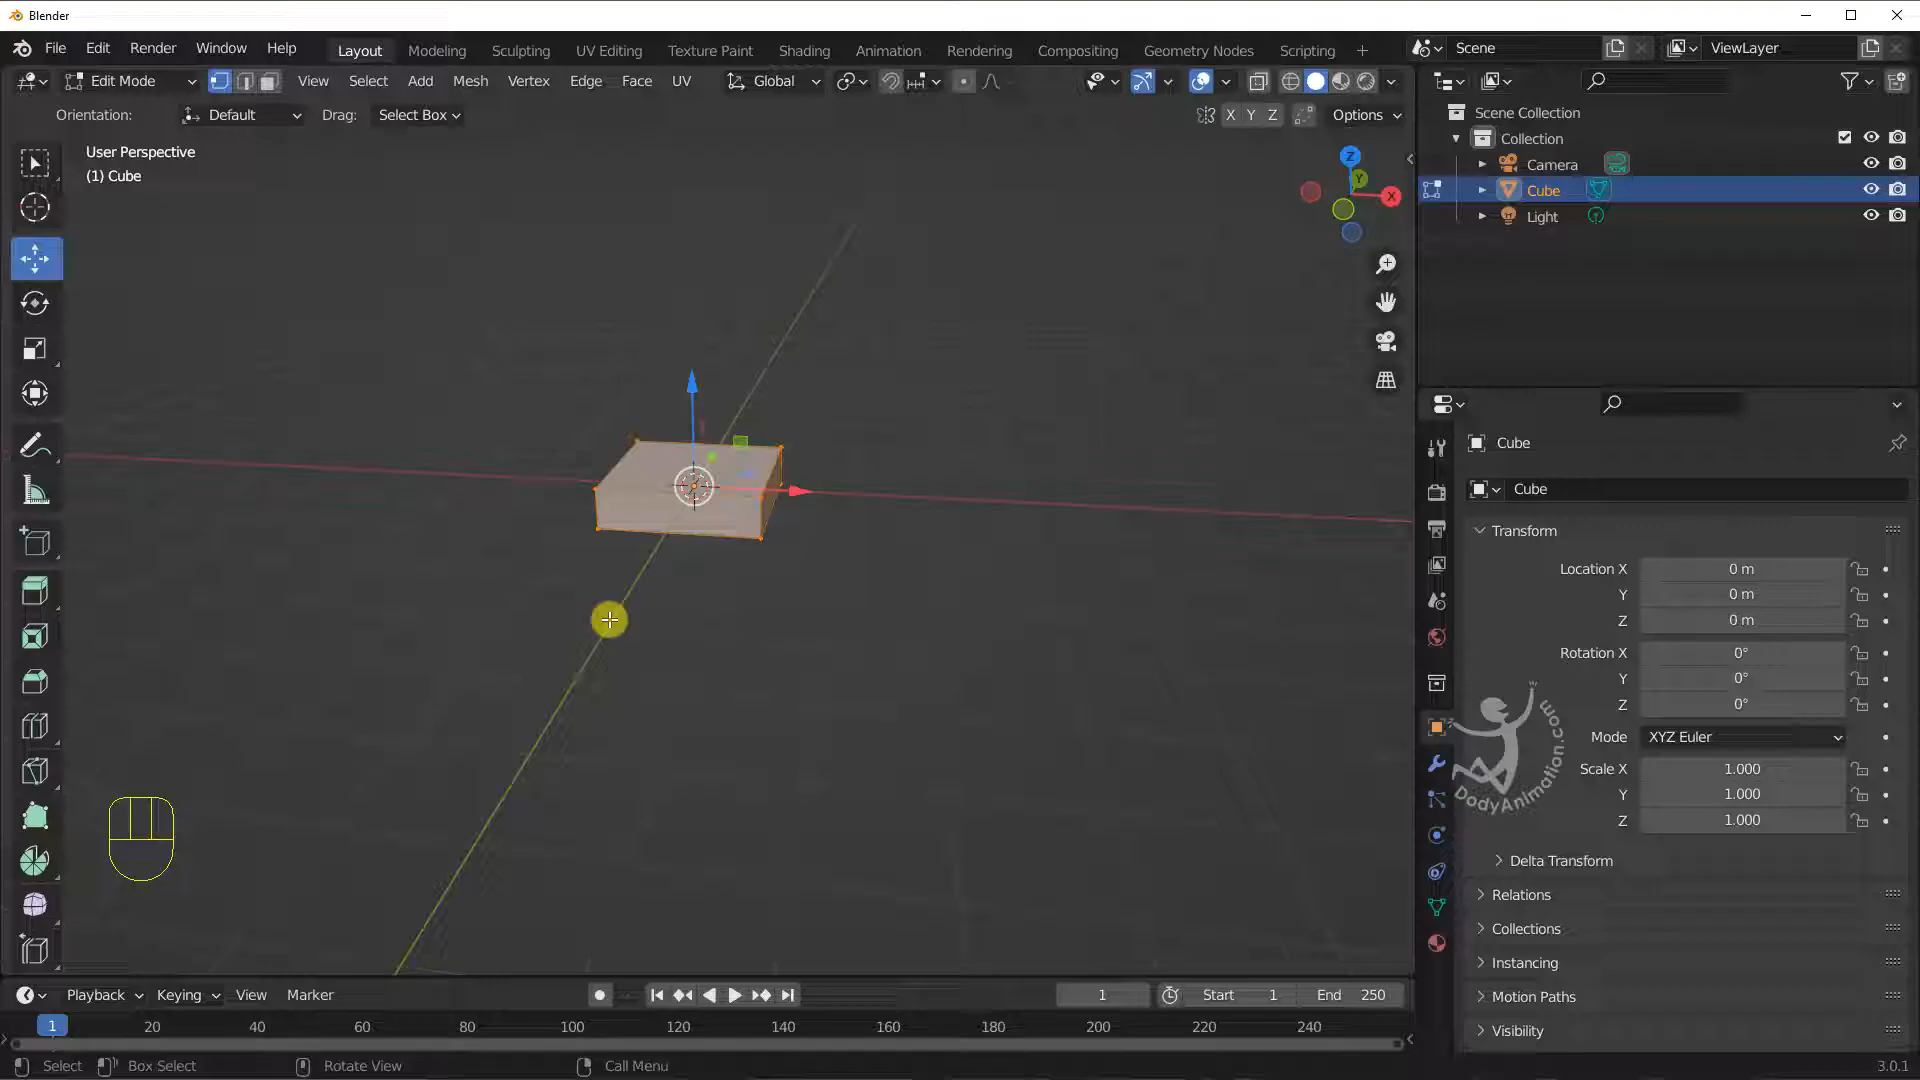 Blender
File Edit Render Window Help
Layout Modeling Sculpting UV Editing Texture Paint Shading Animation Rendering Compositing Geometry Nodes Scripting +
Scene
ViewLayer
Edit Mode View Select Add Mesh Vertex Edge Face UV Global
Orientation: Default Drag: Select Box
X Y Z Options
User Perspective
(1) Cube
Z
Y
X
Scene Collection
Collection
Camera
Cube
Light
Cube
Cube
Transform
Location X 0 m
Y 0 m
Z 0 m
Rotation X 0°
Y 0°
Z 0°
Mode XYZ Euler
Scale X 1.000
Y 1.000
Z 1.000
DodyAnimation.com
Delta Transform
Relations
Collections
Instancing
Motion Paths
Visibility
Playback Keying View Marker
1 Start 1 End 250
1 20 40 60 80 100 120 140 160 180 200 220 240
Select Box Select Rotate View Call Menu
3.0.1